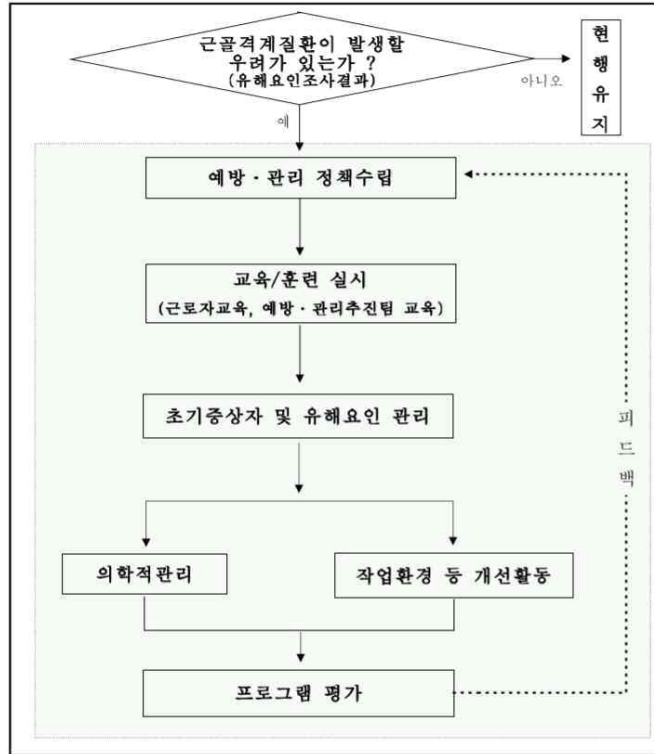 근골격계질환이 발생할
우려가 있는가 ?
(유해요인조사결과)
아니오
현
행
유
지
예
예방 · 관리 정책수립
교육/훈련 실시
(근로자교육, 예방 · 관리추진팀 교육)
초기증상자 및 유해요인 관리
의학적관리
작업환경 등 개선활동
프로그램 평가
피
드
백